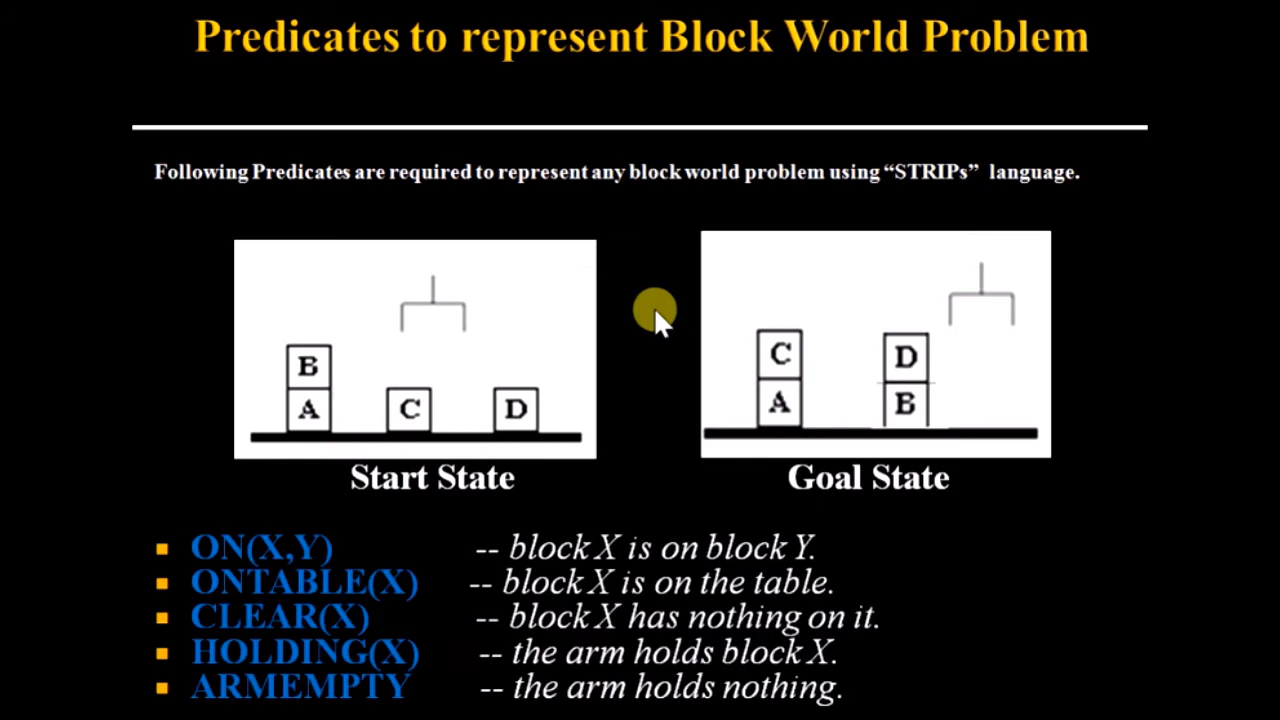 Predicates to represent Block World Problem
Following Predicates are required to represent any block world problem using “STRIPs” language.
B
A
C
D
C
A
D
B
Start State
Goal State
ON(X,Y) -- block X is on block Y.
ONTABLE(X) -- block X is on the table.
CLEAR(X) -- block X has nothing on it.
HOLDING(X) -- the arm holds block X.
ARMEMPTY -- the arm holds nothing.